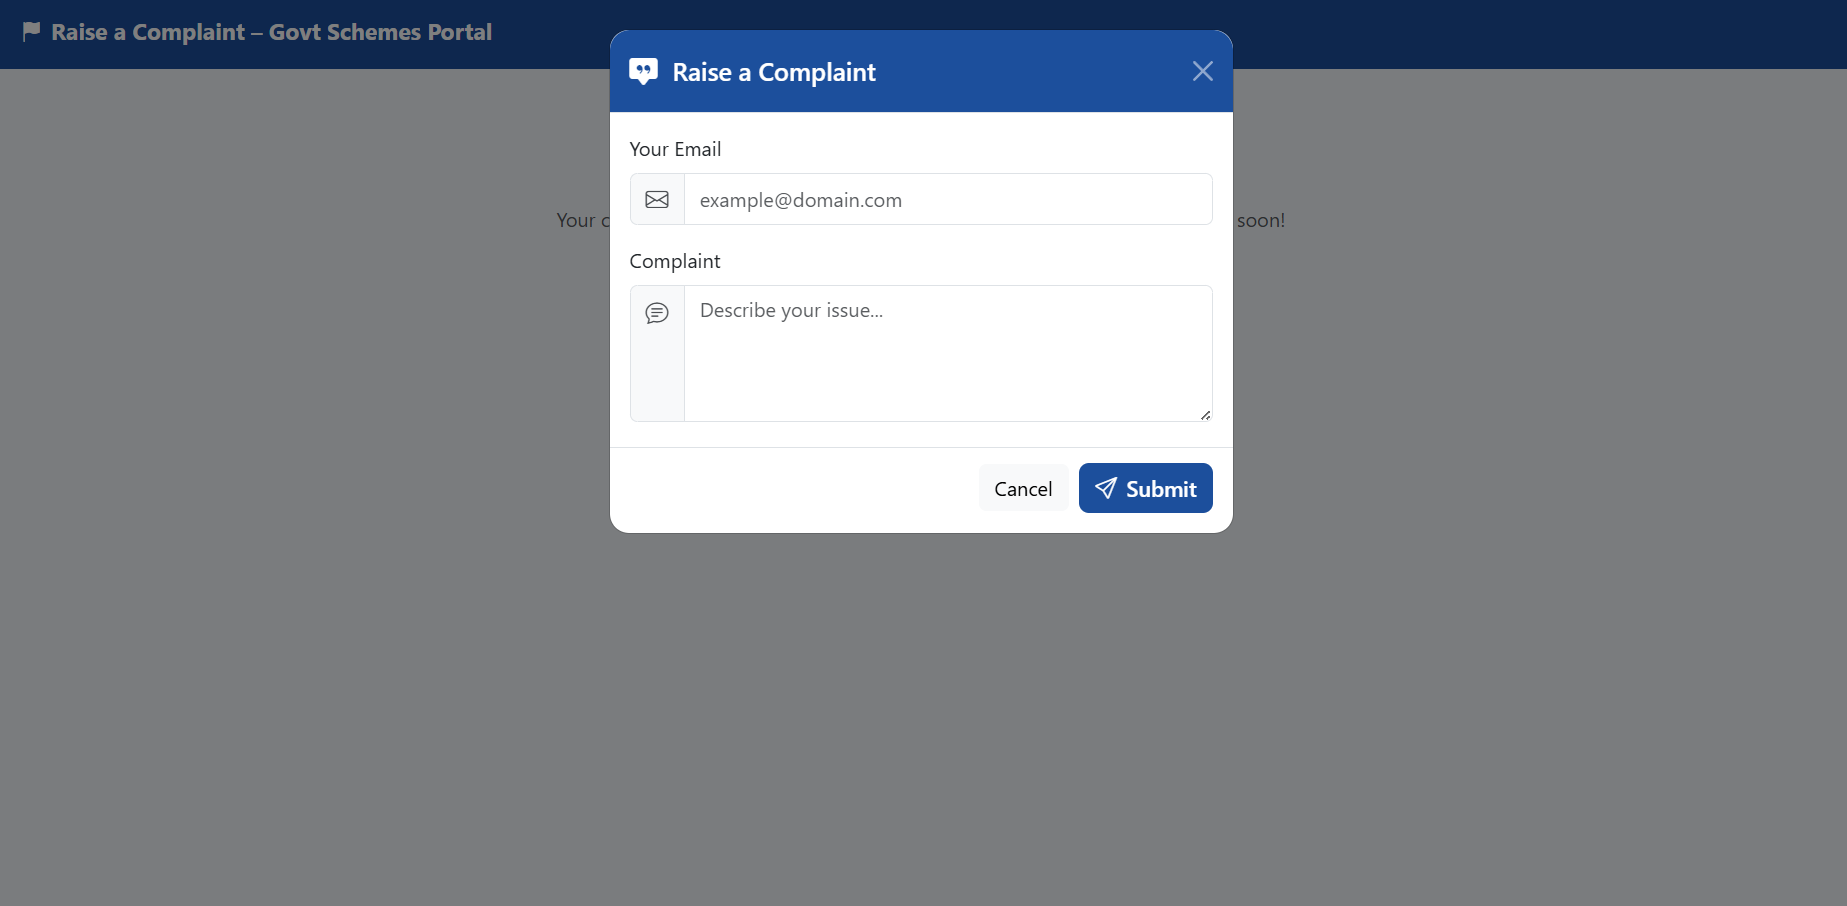 Raise a Complaint – Govt Schemes Portal
Raise a Complaint
Your Email
example@domain.com
Your
soon!
Complaint
Describe your issue...
Cancel
Submit